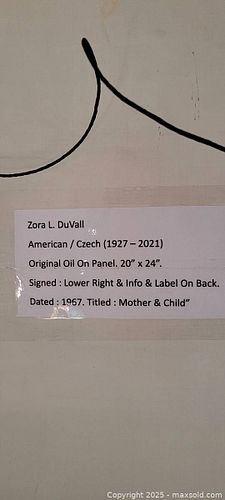 Zora L. DuVall
American / Czech (1927 – 2021)
Original Oil On Panel. 20” x 24”.
Signed : Lower Right & Info & Label On Back.
Dated : 1967. Titled : Mother & Child”
Copyright © 2025 - maxsold.com